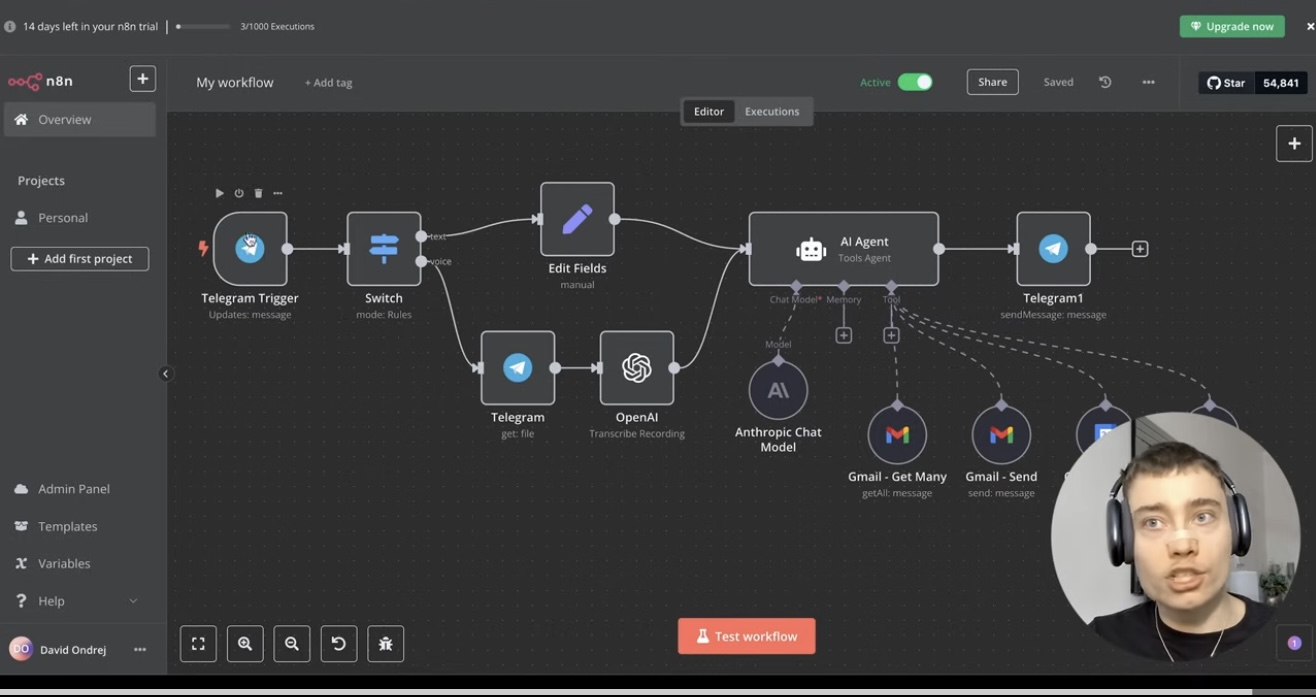 14 days left in your n8n trial
3/1000 Executions
Upgrade now
n8n
My workflow
+ Add tag
Active
Share
Saved
Star
54,841
Editor
Executions
Overview
Projects
Personal
+ Add first project
Admin Panel
Templates
Variables
Help
DO
David Ondrej
Telegram Trigger
Updates: message
Switch
mode: Rules
text
voice
Edit Fields
manual
Telegram
get: file
OpenAI
Transcribe Recording
AI Agent
Tools Agent
Chat Model*
Memory
Tool
Model
Anthropic Chat
Model
Gmail - Get Many
getAll: message
Gmail - Send
send: message
Telegram1
sendMessage: message
Test workflow
1